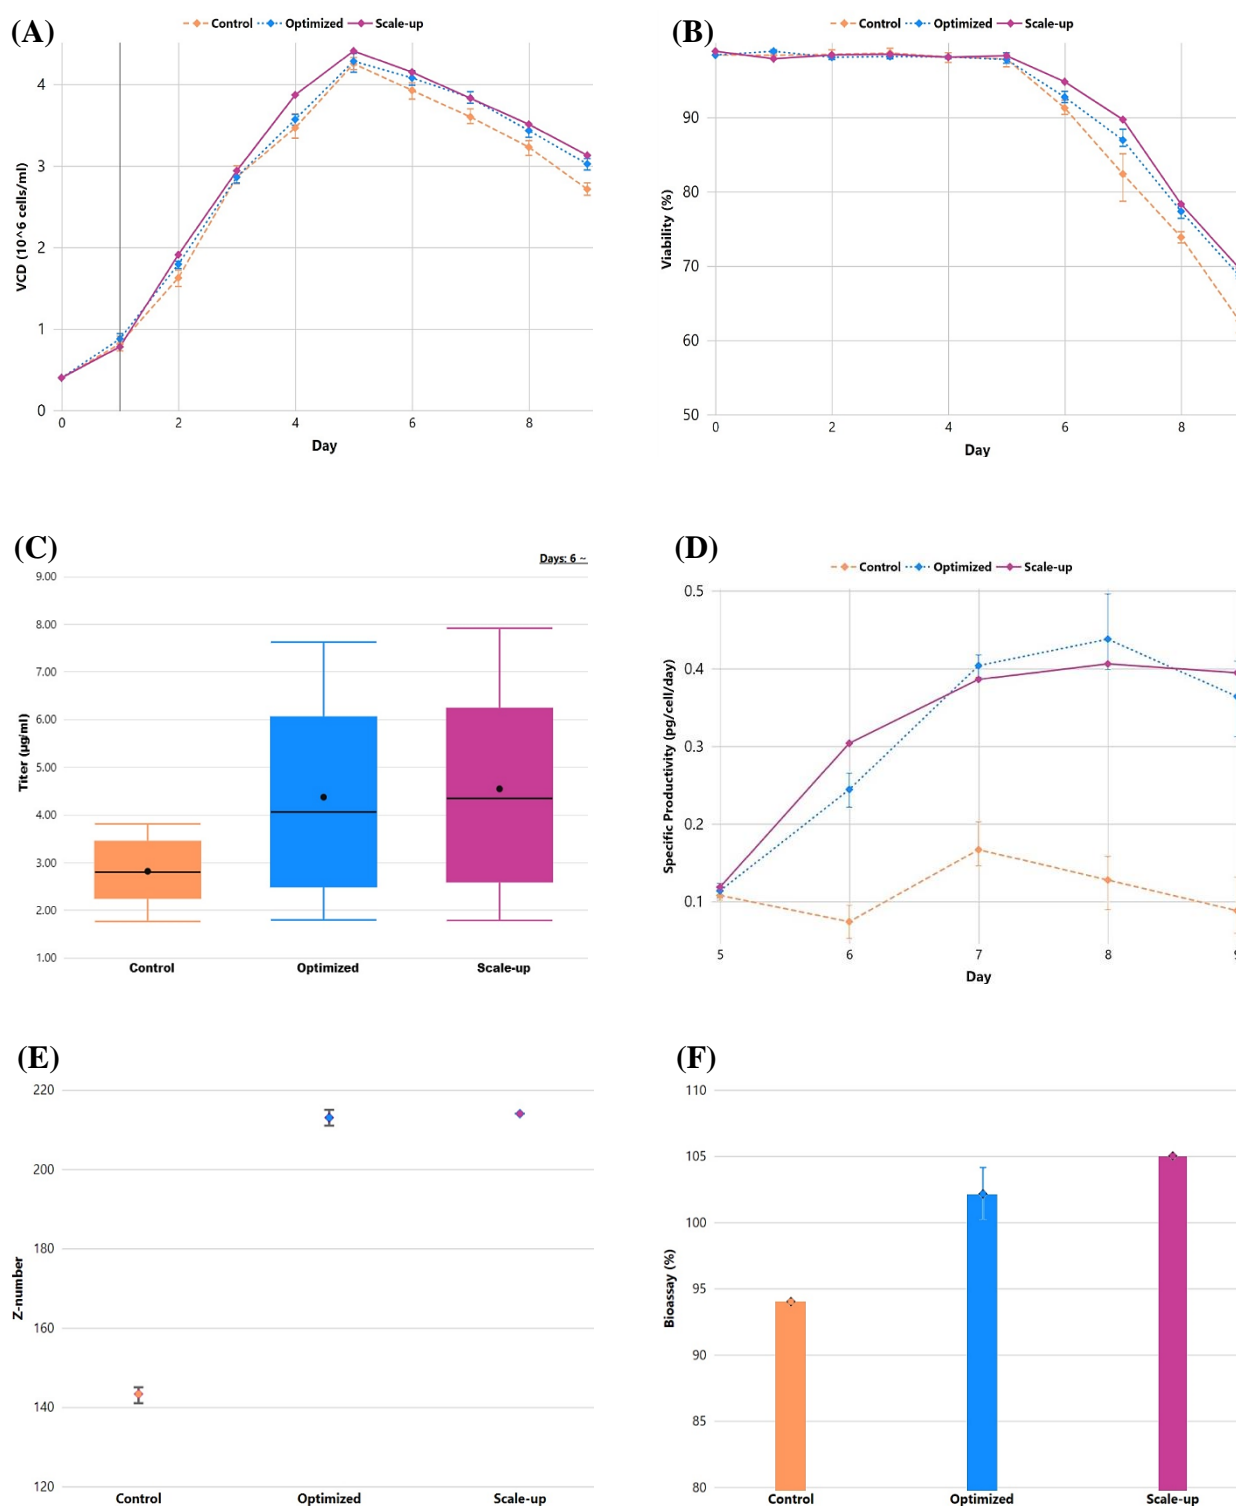 (A)
Control Optimized Scale-up
VCD (10^6 cells/ml)
4
3
2
1
0
0 2 4 6 8
Day
(B)
Control Optimized Scale-up
Viability (%)
90
80
70
60
50
0 2 4 6 8
Day
(C)
Days: 6 ~
Titer (µg/ml)
9.00
8.00
7.00
6.00
5.00
4.00
3.00
2.00
1.00
Control Optimized Scale-up
(D)
Control Optimized Scale-up
Specific Productivity (pg/cell/day)
0.5
0.4
0.3
0.2
0.1
5 6 7 8 9
Day
(E)
Z-number
220
200
180
160
140
120
Control Optimized Scale-up
(F)
Bioassay (%)
110
105
100
95
90
85
80
Control Optimized Scale-up